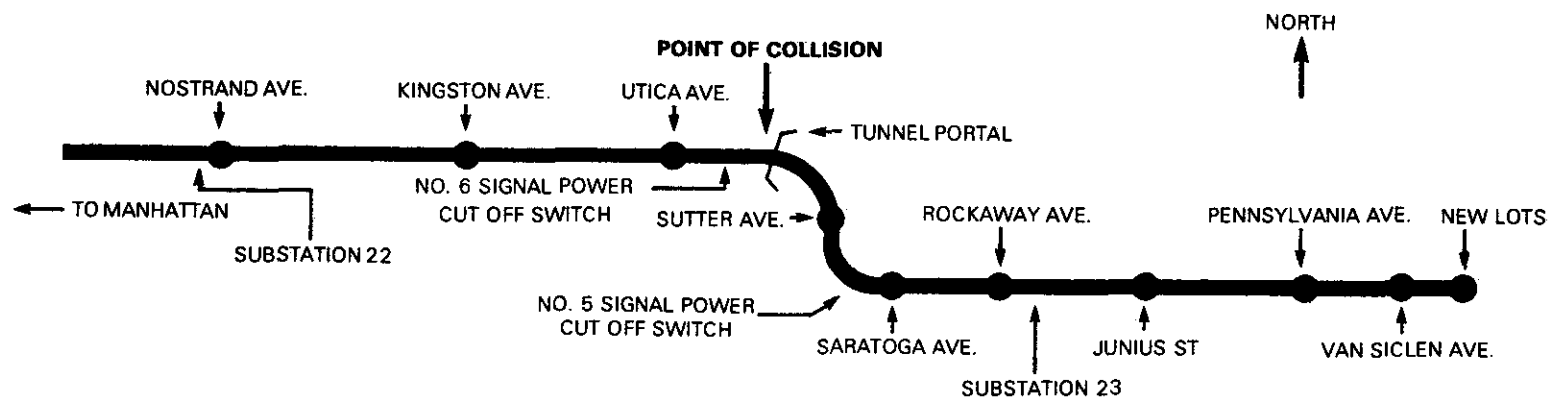 NORTH
POINT OF COLLISION
NOSTRAND AVE.
KINGSTON AVE.
UTICA AVE.
TUNNEL PORTAL
NO. 6 SIGNAL POWER
CUT OFF SWITCH
TO MANHATTAN
SUBSTATION 22
SUTTER AVE.
ROCKAWAY AVE.
PENNSYLVANIA AVE.
NEW LOTS
NO. 5 SIGNAL POWER
CUT OFF SWITCH
SARATOGA AVE.
JUNIUS ST
VAN SICLEN AVE.
SUBSTATION 23